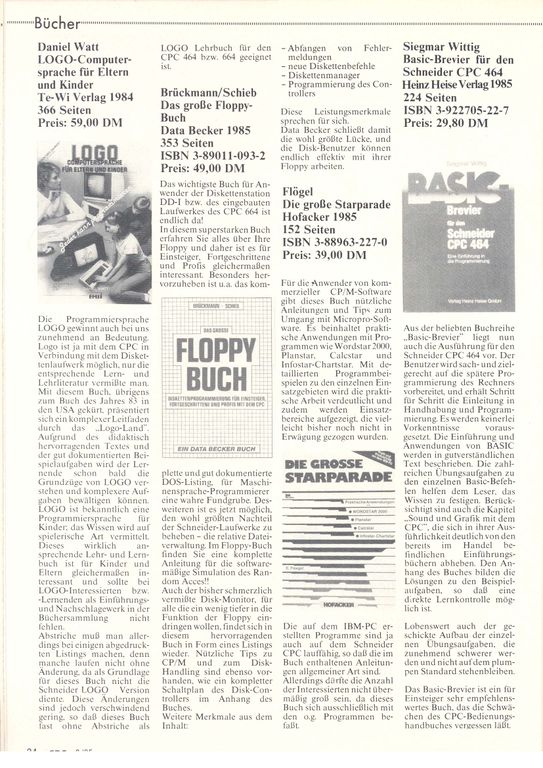 Bücher
Daniel Watt
LOGO-Computer-
sprache für Eltern
und Kinder
Te-Wi Verlag 1984
366 Seiten
Preis: 59,00 DM
LOGO
COMPUTERSPRACHE
FÜR ELTERN UND KINDER
Die Programmiersprache
LOGO gewinnt auch bei uns
zunehmend an Bedeutung.
Logo ist ja mit dem CPC in
Verbindung mit dem Disket-
tenlaufwerk möglich, nur die
entsprechende Lern- und
Lehrliteratur vermißte man.
Mit diesem Buch, übrigens
zum Buch des Jahres 83 in
den USA gekürt, präsentiert
sich ein komplexer Leitfaden
durch das „Logo-Land".
Aufgrund des didaktisch
hervorragenden Textes und
der gut dokumentierten Bei-
spielaufgaben wird der Ler-
nende schon bald die
Grundzüge von LOGO ver-
stehen und komplexere Auf-
gaben bewältigen können.
LOGO ist bekanntlich eine
Programmiersprache für
Kinder; das Wissen wird auf
spielerische Art vermittelt.
Dieses wirklich an-
sprechende Lehr- und Lern-
buch ist für Kinder und
Eltern gleichermaßen in-
teressant und sollte bei
LOGO-Interessierten bzw.
-Lernenden als Einführungs-
und Nachschlagewerk in der
Büchersammlung nicht
fehlen.
Abstriche muß man aller-
dings bei einigen abgedruck-
ten Listings machen, denn
manche laufen nicht ohne
Änderung, da als Grundlage
für dieses Buch nicht die
Schneider LOGO Version
diente. Diese Änderungen
sind jedoch verschwindend
gering, so daß dieses Buch
fast ohne Abstriche als
LOGO Lehrbuch für den
CPC 464 bzw. 664 geeignet
ist.
Brückmann/Schieb
Das große Floppy-
Buch
Data Becker 1985
353 Seiten
ISBN 3-89011-093-2
Preis: 49,00 DM
Das wichtigste Buch für An-
wender der Diskettenstation
DD-I bzw. des eingebauten
Laufwerkes des CPC 664 ist
endlich da!
In diesem superstarken Buch
erfahren Sie alles über Ihre
Floppy und daher ist es für
Einsteiger, Fortgeschrittene
und Profis gleichermaßen
interessant. Besonders her-
vorzuheben ist u.a. das kom-
BRÜCKMANN SCHIEB
DAS GROSSE
FLOPPY
BUCH
DISKETTENPROGRAMMIERUNG FÜR EINSTEIGER,
FORTGESCHRITTENE UND PROFIS MIT DEM CPC
EIN DATA BECKER BUCH
plette und gut dokumentierte
DOS-Listing, für Maschi-
nensprache-Programmierer
eine wahre Fundgrube. Des-
weiteren ist es jetzt möglich,
den wohl größten Nachteil
der Schneider-Laufwerke zu
beheben – die relative Datei-
verwaltung. Im Floppy-Buch
finden Sie eine komplette
Anleitung für die software-
mäßige Simulation des Ran-
dom Acces!!
Auch der bisher schmerzlich
vermißte Disk-Monitor, für
alle die ein wenig tiefer in die
Funktion der Floppy ein-
dringen wollen, findet sich in
diesem hervorragenden
Buch in Form eines Listings
wieder. Nützliche Tips zu
CP/M und zum Disk-
Handling sind ebenso vor-
handen, wie ein kompletter
Schaltplan des Disk-Con-
trollers im Anhang des
Buches.
Weitere Merkmale aus dem
Inhalt:
– Abfangen von Fehler-
meldungen
– neue Diskettenbefehle
– Diskettenmanager
– Programmierung des Con-
trollers
Diese Leistungsmerkmale
sprechen für sich.
Data Becker schließt damit
die wohl größte Lücke, und
die Disk-Benutzer können
endlich effektiv mit ihrer
Floppy arbeiten.
Flögel
Die große Starparade
Hofacker 1985
152 Seiten
ISBN 3-88963-227-0
Preis: 39,00 DM
Für die Anwender von kom-
merzieller CP/M-Software
gibt dieses Buch nützliche
Anleitungen und Tips zum
Umgang mit Micropro-Soft-
ware. Es beinhaltet prakti-
sche Anwendungen mit Pro-
grammen wie Wordstar 2000,
Planstar, Calcstar und
Infostar-Chartstar. Mit de-
taillierten Programmbei-
spielen zu den einzelnen Ein-
satzgebieten wird die prakti-
sche Arbeit verdeutlicht und
zudem werden Einsatz-
bereiche aufgezeigt, die viel-
leicht bisher noch nicht in
Erwägung gezogen wurden.
DIE GROSSE
STARPARADE
Praktische Anwendungen
WORDSTAR 2000
Planstar
Calcstar
Infostar-Chartstar
E. Floegel
HOFACKER
Die auf dem IBM-PC er-
stellten Programme sind ja
auch auf dem Schneider
CPC lauffähig, so daß die im
Buch enthaltenen Anleitun-
gen allgemeiner Art sind.
Allerdings dürfte die Anzahl
der Interessierten nicht über-
mäßig groß sein, da dieses
Buch sich ausschließlich mit
den o.g. Programmen be-
faßt.
Siegmar Wittig
Basic-Brevier für den
Schneider CPC 464
Heinz Heise Verlag 1985
224 Seiten
ISBN 3-922705-22-7
Preis: 29,80 DM
Siegmar Wittig
BASIC-
Brevier
für den
Schneider
CPC 464
Eine Einführung in
die Programmierung
Verlag Heinz Heise GmbH
Aus der beliebten Buchreihe
„Basic-Brevier" liegt nun
auch die Ausführung für den
Schneider CPC 464 vor. Der
Benutzer wird sach- und ziel-
gerecht auf die spätere Pro-
grammierung des Rechners
vorbereitet, und erhält Schritt
für Schritt die Einleitung in
Handhabung und Program-
mierung. Es werden keinerlei
Vorkenntnisse voraus-
gesetzt. Die Einführung und
Anwendungen von BASIC
werden in gutverständlichen
Text beschrieben. Die zahl-
reichen Übungsaufgaben zu
den einzelnen Basic-Befeh-
len helfen dem Leser, das
Wissen zu festigen. Berück-
sichtigt sind auch die Kapitel
„Sound und Grafik mit dem
CPC", die sich in ihrer Aus-
führlichkeit deutlich von den
bereits im Handel be-
findlichen Einführungs-
büchern abheben. Den An-
hang des Buches bilden die
Lösungen zu den Beispiel-
aufgaben, so daß eine
direkte Lernkontrolle mög-
lich ist.
Lobenswert auch der ge-
schickte Aufbau der einzel-
nen Übungsaufgaben, die
zunehmend schwerer wer-
den und nicht auf dem plum-
pen Standard stehenbleiben.
Das Basic-Brevier ist ein für
Einsteiger sehr empfehlens-
wertes Buch, das die Schwä-
chen des CPC-Bedienungs-
handbuches vergessen läßt.